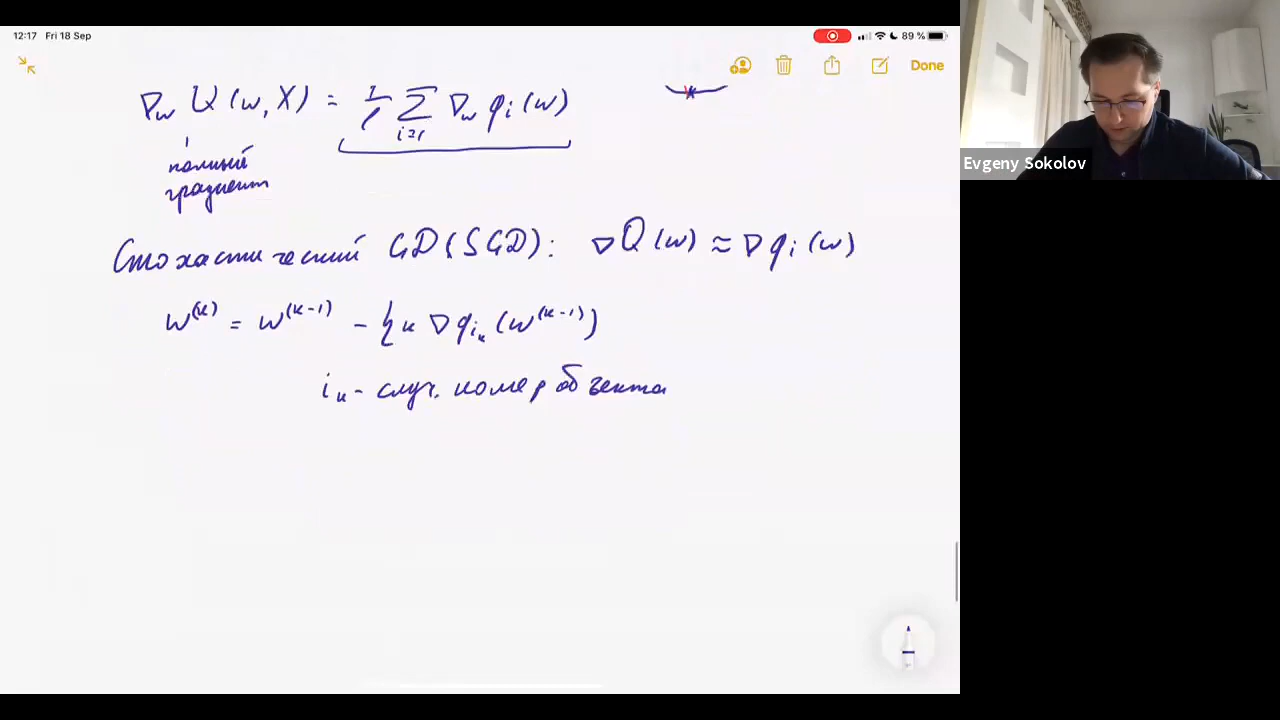 12:17 Fri 18 Sep
89 %
Done
∇w Q(w, X) = 1/ℓ ∑ i=1 ∇w qi(w)
полный
градиент
Стохастический GD (SGD): ∇Q(w) ≈ ∇qi(w)
w^(k) = w^(k-1) - ηk ∇q_ik (w^(k-1))
ik - случ. номер объекта
Evgeny Sokolov